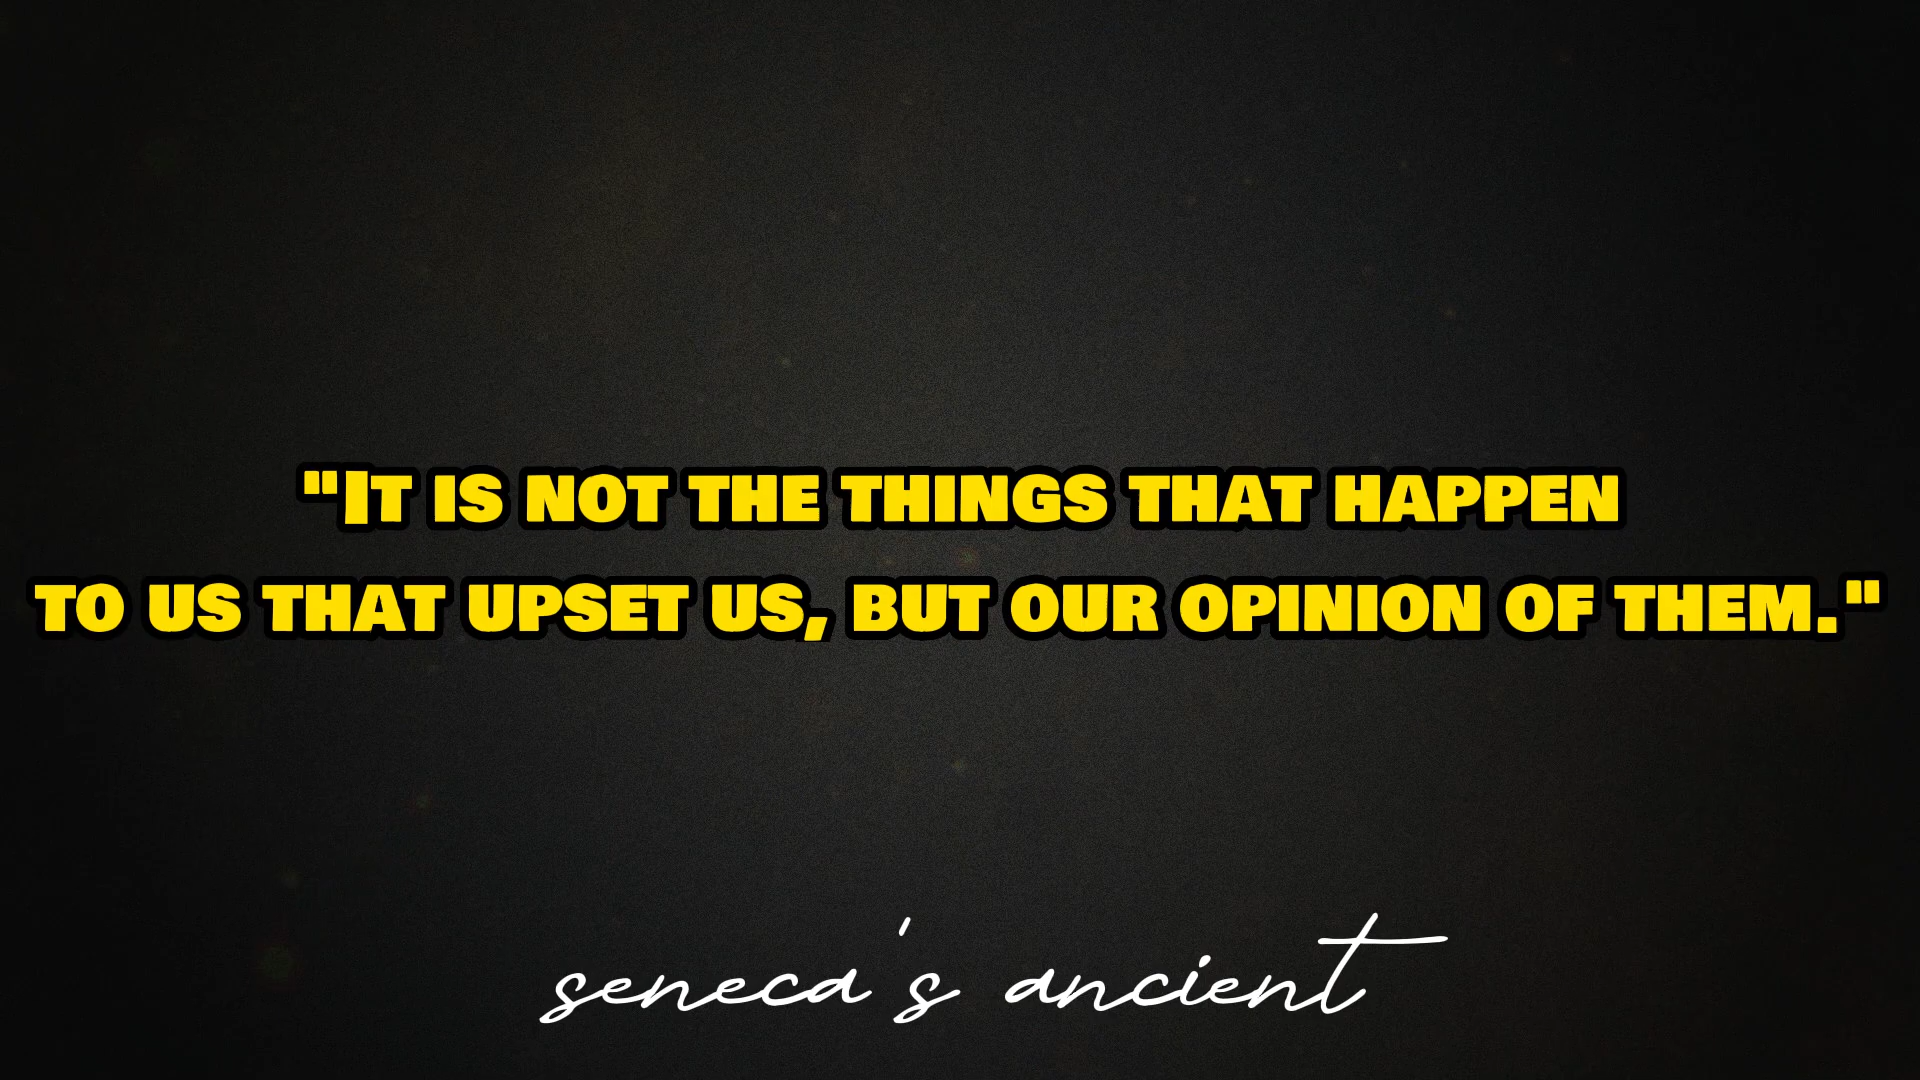 "It is not the things that happen
to us that upset us, but our opinion of them."
seneca's ancient